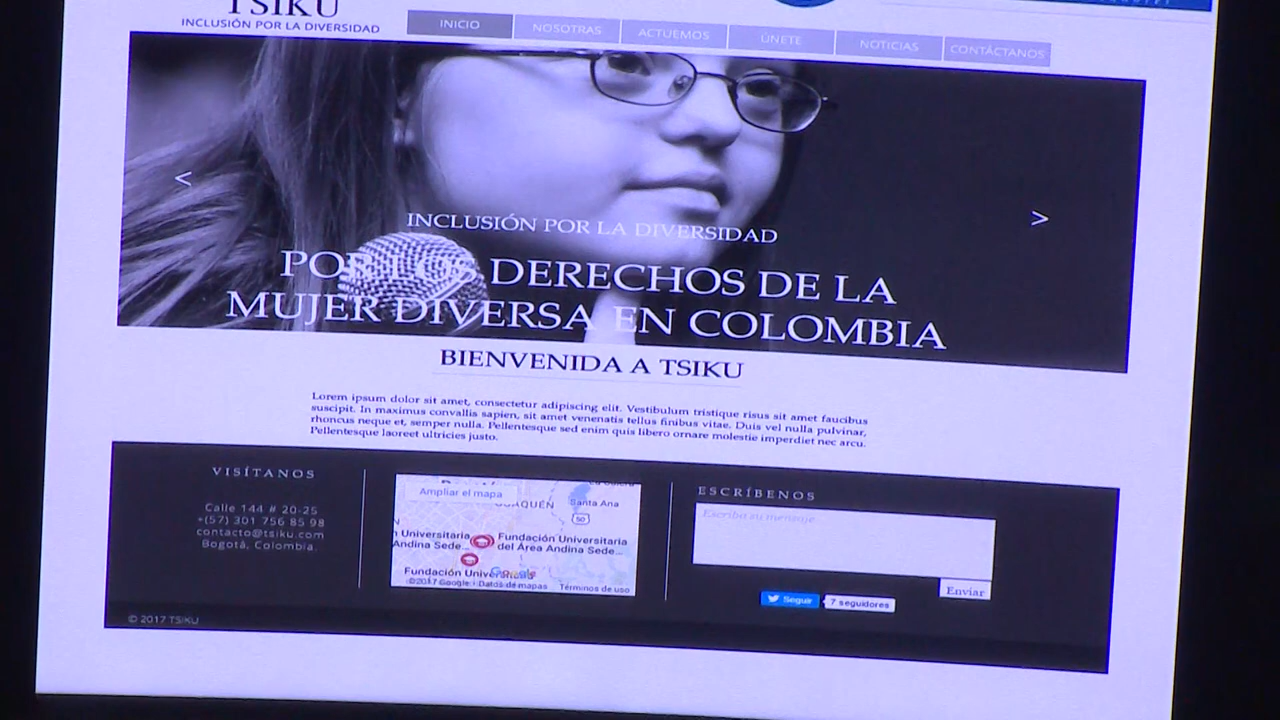 TSIKU
INCLUSIÓN POR LA DIVERSIDAD
INICIO
NOSOTRAS
ACTUEMOS
ÚNETE
NOTICIAS
CONTÁCTANOS
<
>
INCLUSIÓN POR LA DIVERSIDAD
POR LOS DERECHOS DE LA
MUJER DIVERSA EN COLOMBIA
BIENVENIDA A TSIKU
Lorem ipsum dolor sit amet, consectetur adipiscing elit. Vestibulum tristique risus sit amet faucibus
suscipit. In maximus convallis sapien, sit amet venenatis tellus finibus vitae. Duis vel nulla pulvinar,
rhoncus neque et, semper nulla. Pellentesque sed enim quis libero ornare molestie imperdiet nec arcu.
Pellentesque laoreet ultricies justo.
VISÍTANOS
Calle 144 # 20-25
+(57) 301 756 85 98
contacto@tsiku.com
Bogotá, Colombia.
Ampliar el mapa
Santa Ana
50
Universitaria
Andina Sede...
Fundación Universitaria
del Área Andina Sede...
Fundación Universitaria
Google
©2017 Google
Datos de mapas
Términos de uso
ESCRÍBENOS
Escriba su mensaje...
Enviar
Seguir
7 seguidores
© 2017 TSIKU